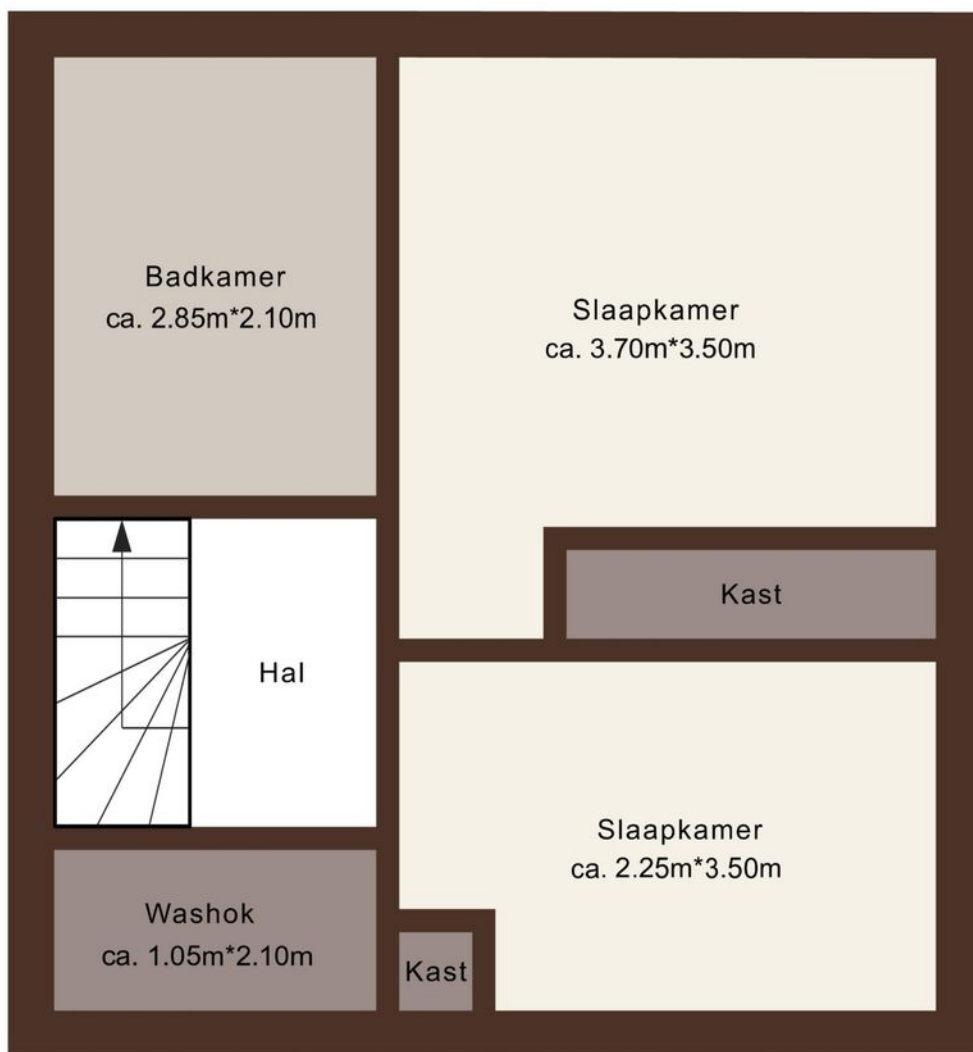 Badkamer
ca. 2.85m*2.10m
Slaapkamer
ca. 3.70m*3.50m
Kast
Hal
Slaapkamer
ca. 2.25m*3.50m
Washok
ca. 1.05m*2.10m
Kast